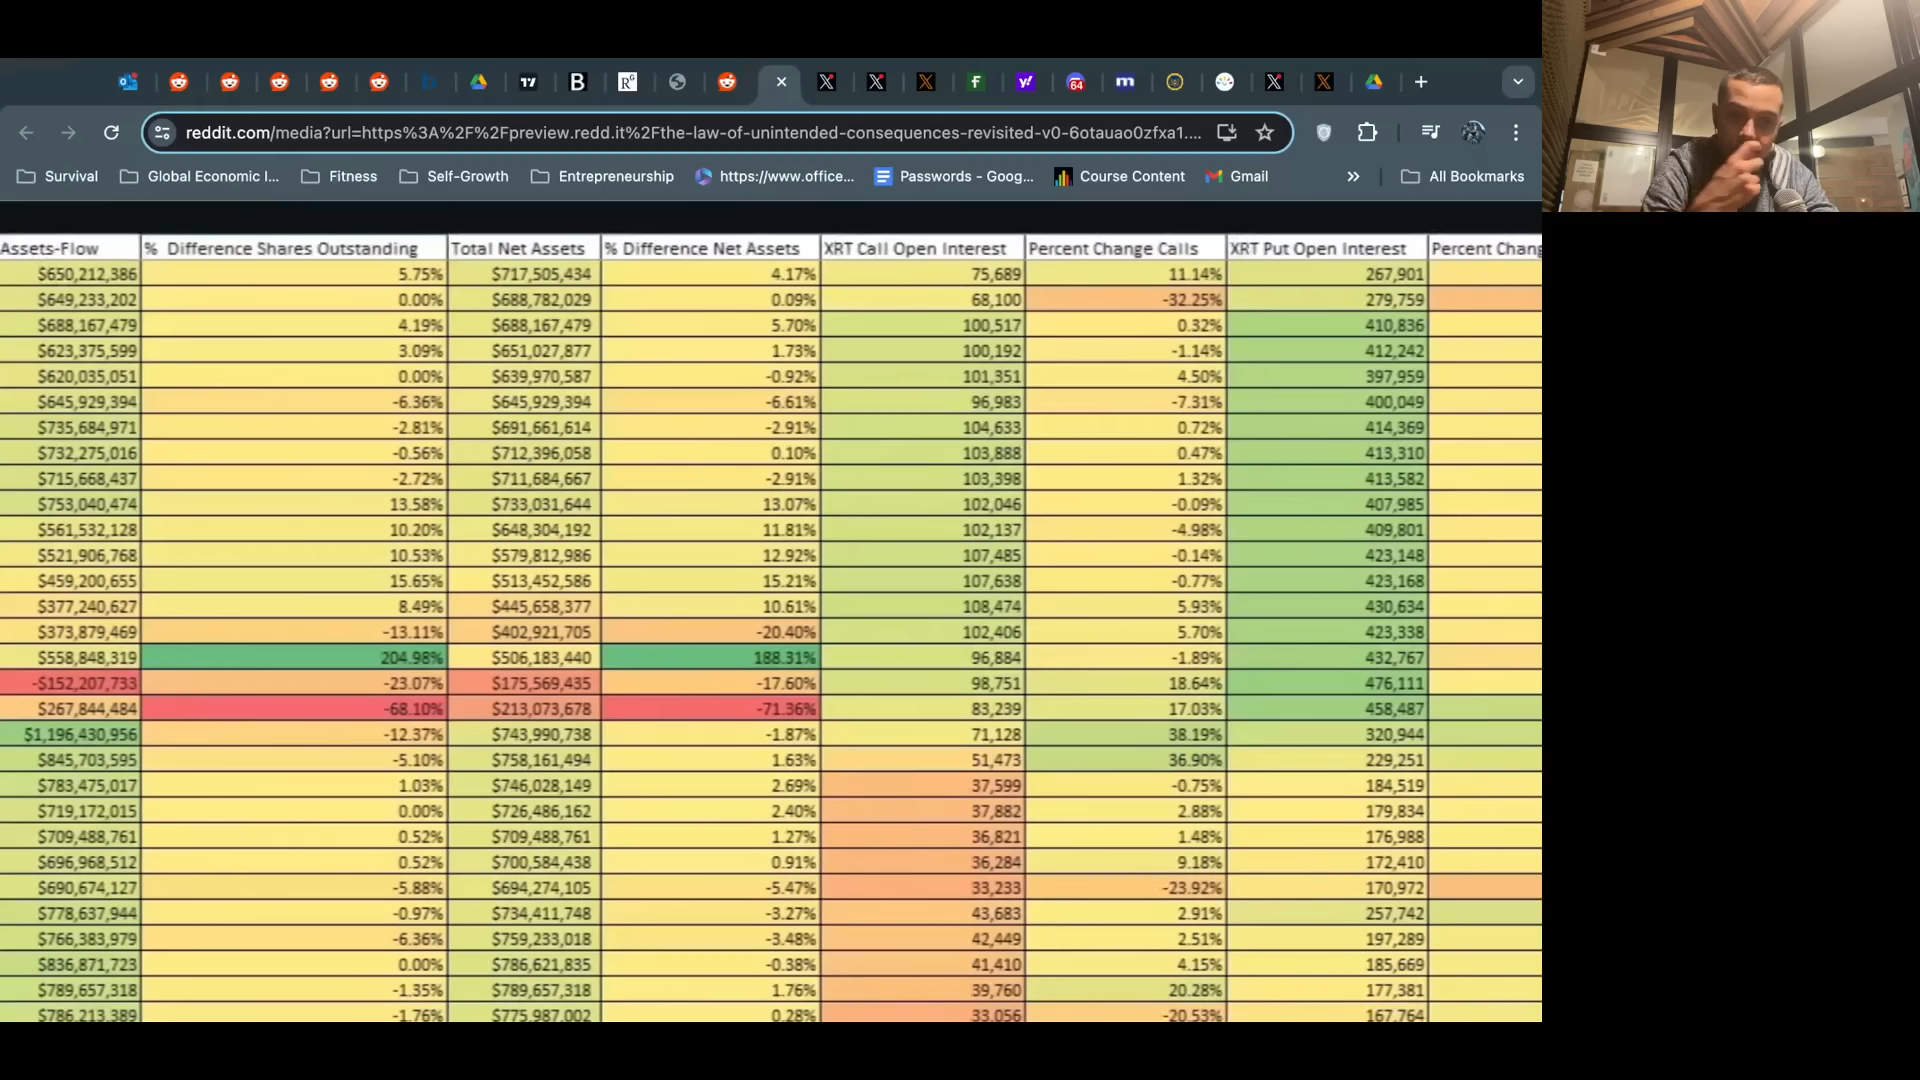 64
reddit.com/media?url=https%3A%2F%2Fpreview.redd.it%2Fthe-law-of-unintended-consequences-revisited-v0-6otauao0zfxa1....
Survival Global Economic I... Fitness Self-Growth Entrepreneurship https://www.office... Passwords - Goog... Course Content Gmail » All Bookmarks
Assets-Flow % Difference Shares Outstanding Total Net Assets % Difference Net Assets XRT Call Open Interest Percent Change Calls XRT Put Open Interest Percent Chang
$650,212,386 5.75% $717,505,434 4.17% 75,689 11.14% 267,901
$649,233,202 0.00% $688,782,029 0.09% 68,100 -32.25% 279,759
$688,167,479 4.19% $688,167,479 5.70% 100,517 0.32% 410,836
$623,375,599 3.09% $651,027,877 1.73% 100,192 -1.14% 412,242
$620,035,051 0.00% $639,970,587 -0.92% 101,351 4.50% 397,959
$645,929,394 -6.36% $645,929,394 -6.61% 96,983 -7.31% 400,049
$735,684,971 -2.81% $691,661,614 -2.91% 104,633 0.72% 414,369
$732,275,016 -0.56% $712,396,058 0.10% 103,888 0.47% 413,310
$715,668,437 -2.72% $711,684,667 -2.91% 103,398 1.32% 413,582
$753,040,474 13.58% $733,031,644 13.07% 102,046 -0.09% 407,985
$561,532,128 10.20% $648,304,192 11.81% 102,137 -4.98% 409,801
$521,906,768 10.53% $579,812,986 12.92% 107,485 -0.14% 423,148
$459,200,655 15.65% $513,452,586 15.21% 107,638 -0.77% 423,168
$377,240,627 8.49% $445,658,377 10.61% 108,474 5.93% 430,634
$373,879,469 -13.11% $402,921,705 -20.40% 102,406 5.70% 423,338
$558,848,319 204.98% $506,183,440 188.31% 96,884 -1.89% 432,767
-$152,207,733 -23.07% $175,569,435 -17.60% 98,751 18.64% 476,111
$267,844,484 -68.10% $213,073,678 -71.36% 83,239 17.03% 458,487
$1,196,430,956 -12.37% $743,990,738 -1.87% 71,128 38.19% 320,944
$845,703,595 -5.10% $758,161,494 1.63% 51,473 36.90% 229,251
$783,475,017 1.03% $746,028,149 2.69% 37,599 -0.75% 184,519
$719,172,015 0.00% $726,486,162 2.40% 37,882 2.88% 179,834
$709,488,761 0.52% $709,488,761 1.27% 36,821 1.48% 176,988
$696,968,512 0.52% $700,584,438 0.91% 36,284 9.18% 172,410
$690,674,127 -5.88% $694,274,105 -5.47% 33,233 -23.92% 170,972
$778,637,944 -0.97% $734,411,748 -3.27% 43,683 2.91% 257,742
$766,383,979 -6.36% $759,233,018 -3.48% 42,449 2.51% 197,289
$836,871,723 0.00% $786,621,835 -0.38% 41,410 4.15% 185,669
$789,657,318 -1.35% $789,657,318 1.76% 39,760 20.28% 177,381
$786,213,389 -1.76% $775,987,002 0.28% 33,056 -20.53% 167,764